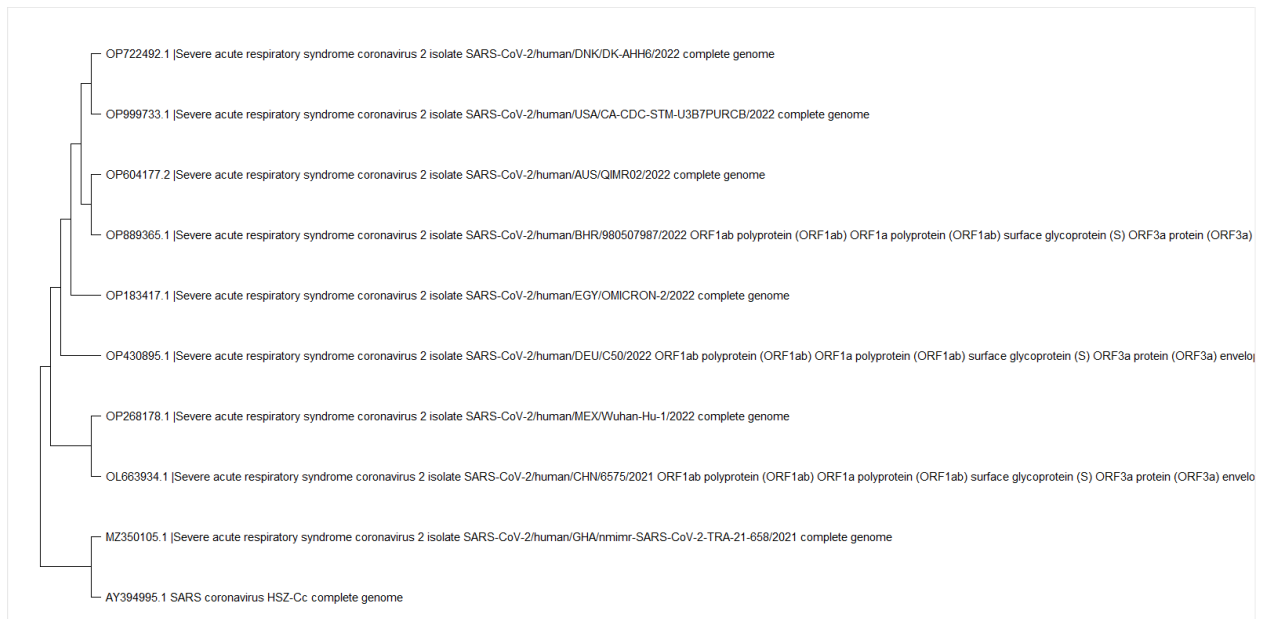 OP722492.1 |Severe acute respiratory syndrome coronavirus 2 isolate SARS-CoV-2/human/DNK/DK-AHH6/2022 complete genome
OP999733.1 |Severe acute respiratory syndrome coronavirus 2 isolate SARS-CoV-2/human/USA/CA-CDC-STM-U3B7PURCB/2022 complete genome
OP604177.2 |Severe acute respiratory syndrome coronavirus 2 isolate SARS-CoV-2/human/AUS/QIMR02/2022 complete genome
OP889365.1 |Severe acute respiratory syndrome coronavirus 2 isolate SARS-CoV-2/human/BHR/980507987/2022 ORF1ab polyprotein (ORF1ab) ORF1a polyprotein (ORF1ab) surface glycoprotein (S) ORF3a protein (ORF3a)
OP183417.1 |Severe acute respiratory syndrome coronavirus 2 isolate SARS-CoV-2/human/EGY/OMICRON-2/2022 complete genome
OP430895.1 |Severe acute respiratory syndrome coronavirus 2 isolate SARS-CoV-2/human/DEU/C50/2022 ORF1ab polyprotein (ORF1ab) ORF1a polyprotein (ORF1ab) surface glycoprotein (S) ORF3a protein (ORF3a) envelo
OP268178.1 |Severe acute respiratory syndrome coronavirus 2 isolate SARS-CoV-2/human/MEX/Wuhan-Hu-1/2022 complete genome
OL663934.1 |Severe acute respiratory syndrome coronavirus 2 isolate SARS-CoV-2/human/CHN/6575/2021 ORF1ab polyprotein (ORF1ab) ORF1a polyprotein (ORF1ab) surface glycoprotein (S) ORF3a protein (ORF3a) envelo
MZ350105.1 |Severe acute respiratory syndrome coronavirus 2 isolate SARS-CoV-2/human/GHA/nmimr-SARS-CoV-2-TRA-21-658/2021 complete genome
AY394995.1 SARS coronavirus HSZ-Cc complete genome